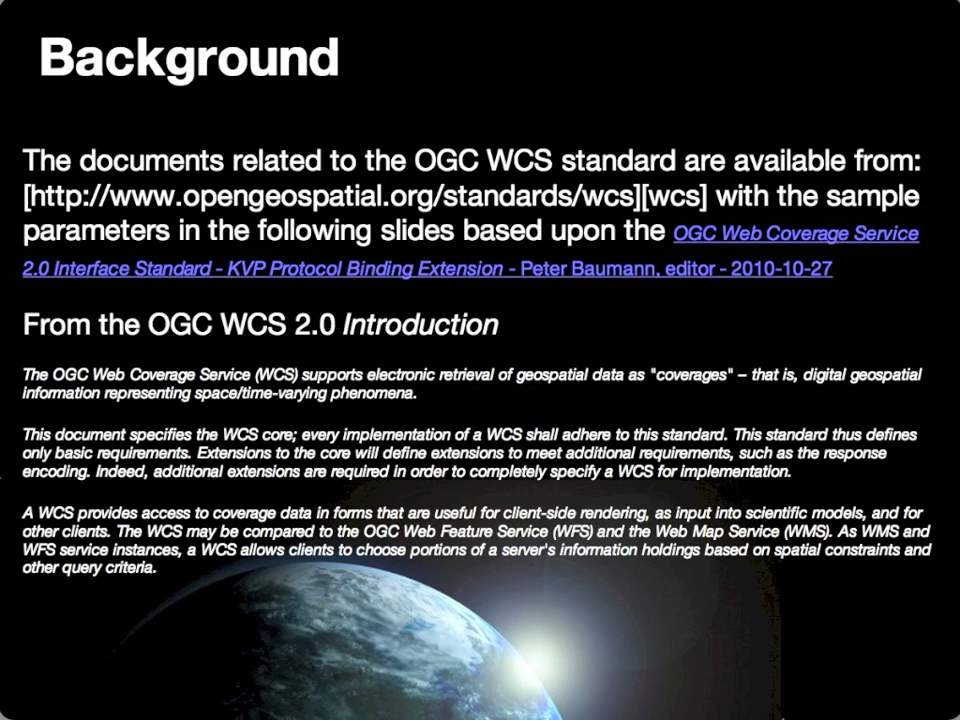 Background
The documents related to the OGC WCS standard are available from:
[http://www.opengeospatial.org/standards/wcs][wcs] with the sample
parameters in the following slides based upon the OGC Web Coverage Service
2.0 Interface Standard - KVP Protocol Binding Extension - Peter Baumann, editor - 2010-10-27
From the OGC WCS 2.0 Introduction
The OGC Web Coverage Service (WCS) supports electronic retrieval of geospatial data as "coverages" – that is, digital geospatial
information representing space/time-varying phenomena.
This document specifies the WCS core; every implementation of a WCS shall adhere to this standard. This standard thus defines
only basic requirements. Extensions to the core will define extensions to meet additional requirements, such as the response
encoding. Indeed, additional extensions are required in order to completely specify a WCS for implementation.
A WCS provides access to coverage data in forms that are useful for client-side rendering, as input into scientific models, and for
other clients. The WCS may be compared to the OGC Web Feature Service (WFS) and the Web Map Service (WMS). As WMS and
WFS service instances, a WCS allows clients to choose portions of a server's information holdings based on spatial constraints and
other query criteria.